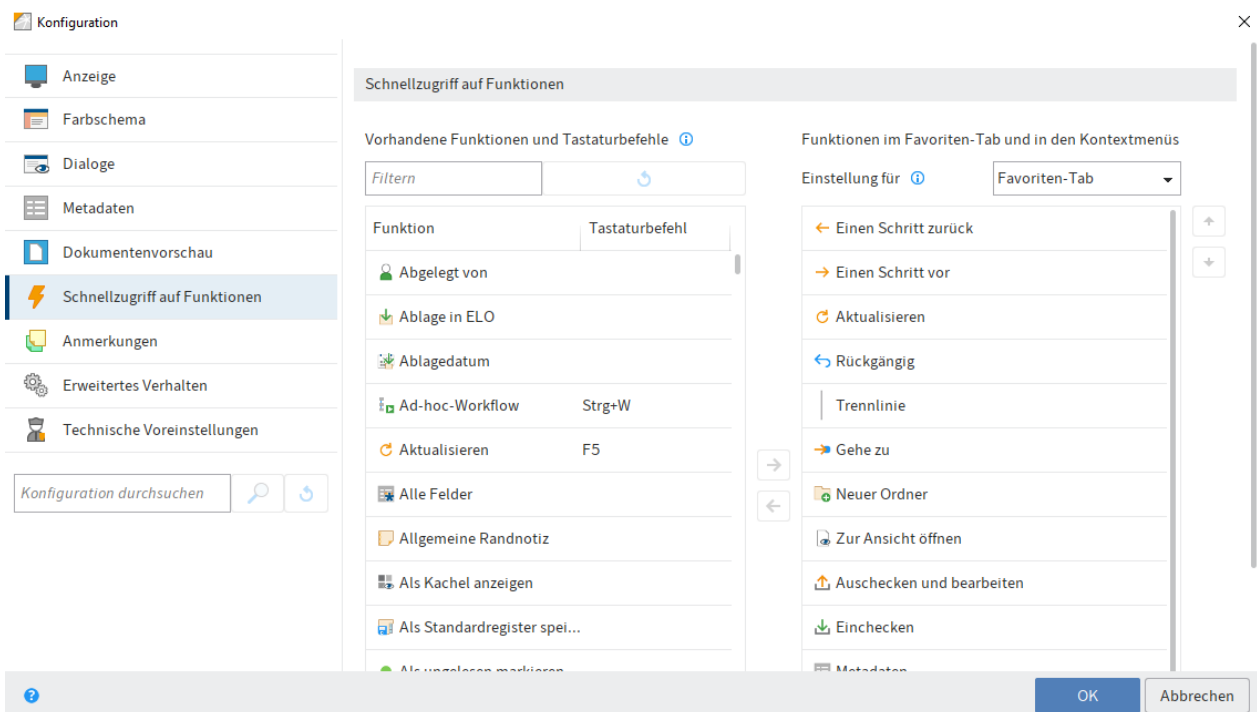 Konfiguration
Anzeige
Farbschema
Dialoge
Metadaten
Dokumentenvorschau
Schnellzugriff auf Funktionen
Anmerkungen
Erweitertes Verhalten
Technische Voreinstellungen
Konfiguration durchsuchen
Schnellzugriff auf Funktionen
Vorhandene Funktionen und Tastaturbefehle
Filtern
Funktion Tastaturbefehl
Abgelegt von
Ablage in ELO
Ablagedatum
Ad-hoc-Workflow Strg+W
Aktualisieren F5
Alle Felder
Allgemeine Randnotiz
Als Kachel anzeigen
Als Standardregister spei...
Als ungelesen markieren
Funktionen im Favoriten-Tab und in den Kontextmenüs
Einstellung für Favoriten-Tab
Einen Schritt zurück
Einen Schritt vor
Aktualisieren
Rückgängig
Trennlinie
Gehe zu
Neuer Ordner
Zur Ansicht öffnen
Auschecken und bearbeiten
Einchecken
Metadaten
OK Abbrechen